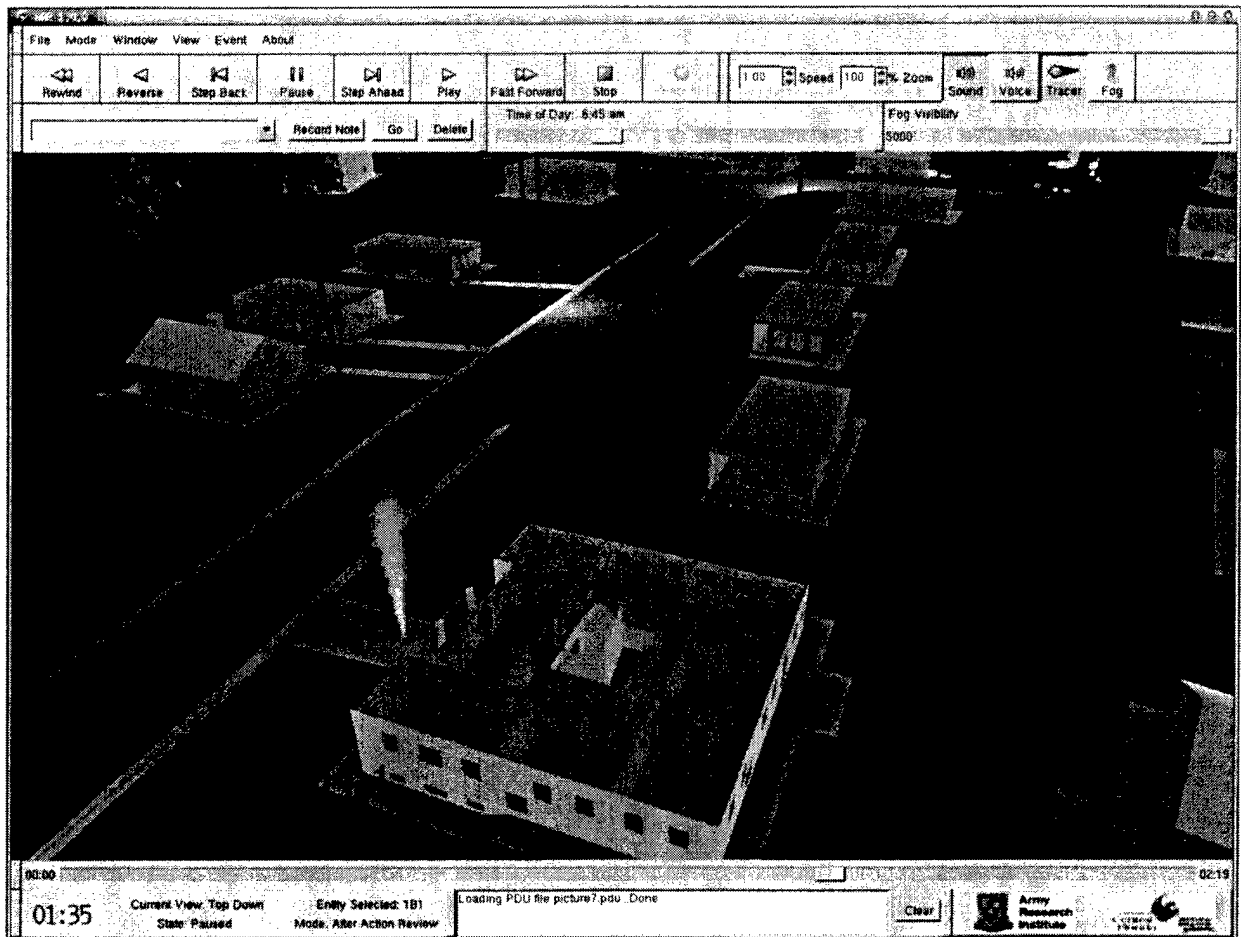 File Mode Window View Event About
Rewind Reverse Step Back Pause Step Ahead Play Fast Forward Stop
1.00 Speed 100 % Zoom Sound Voice Tracer Fog
Record Note Go Delete
Time of Day: 6:45 am
Fog Visibility
5000
00:00
02:19
01:35
Current View: Top Down
State: Paused
Entity Selected: 1B1
Mode: After Action Review
Loading PDU file picture7.pdu...Done
Clear
Army
Research
Institute